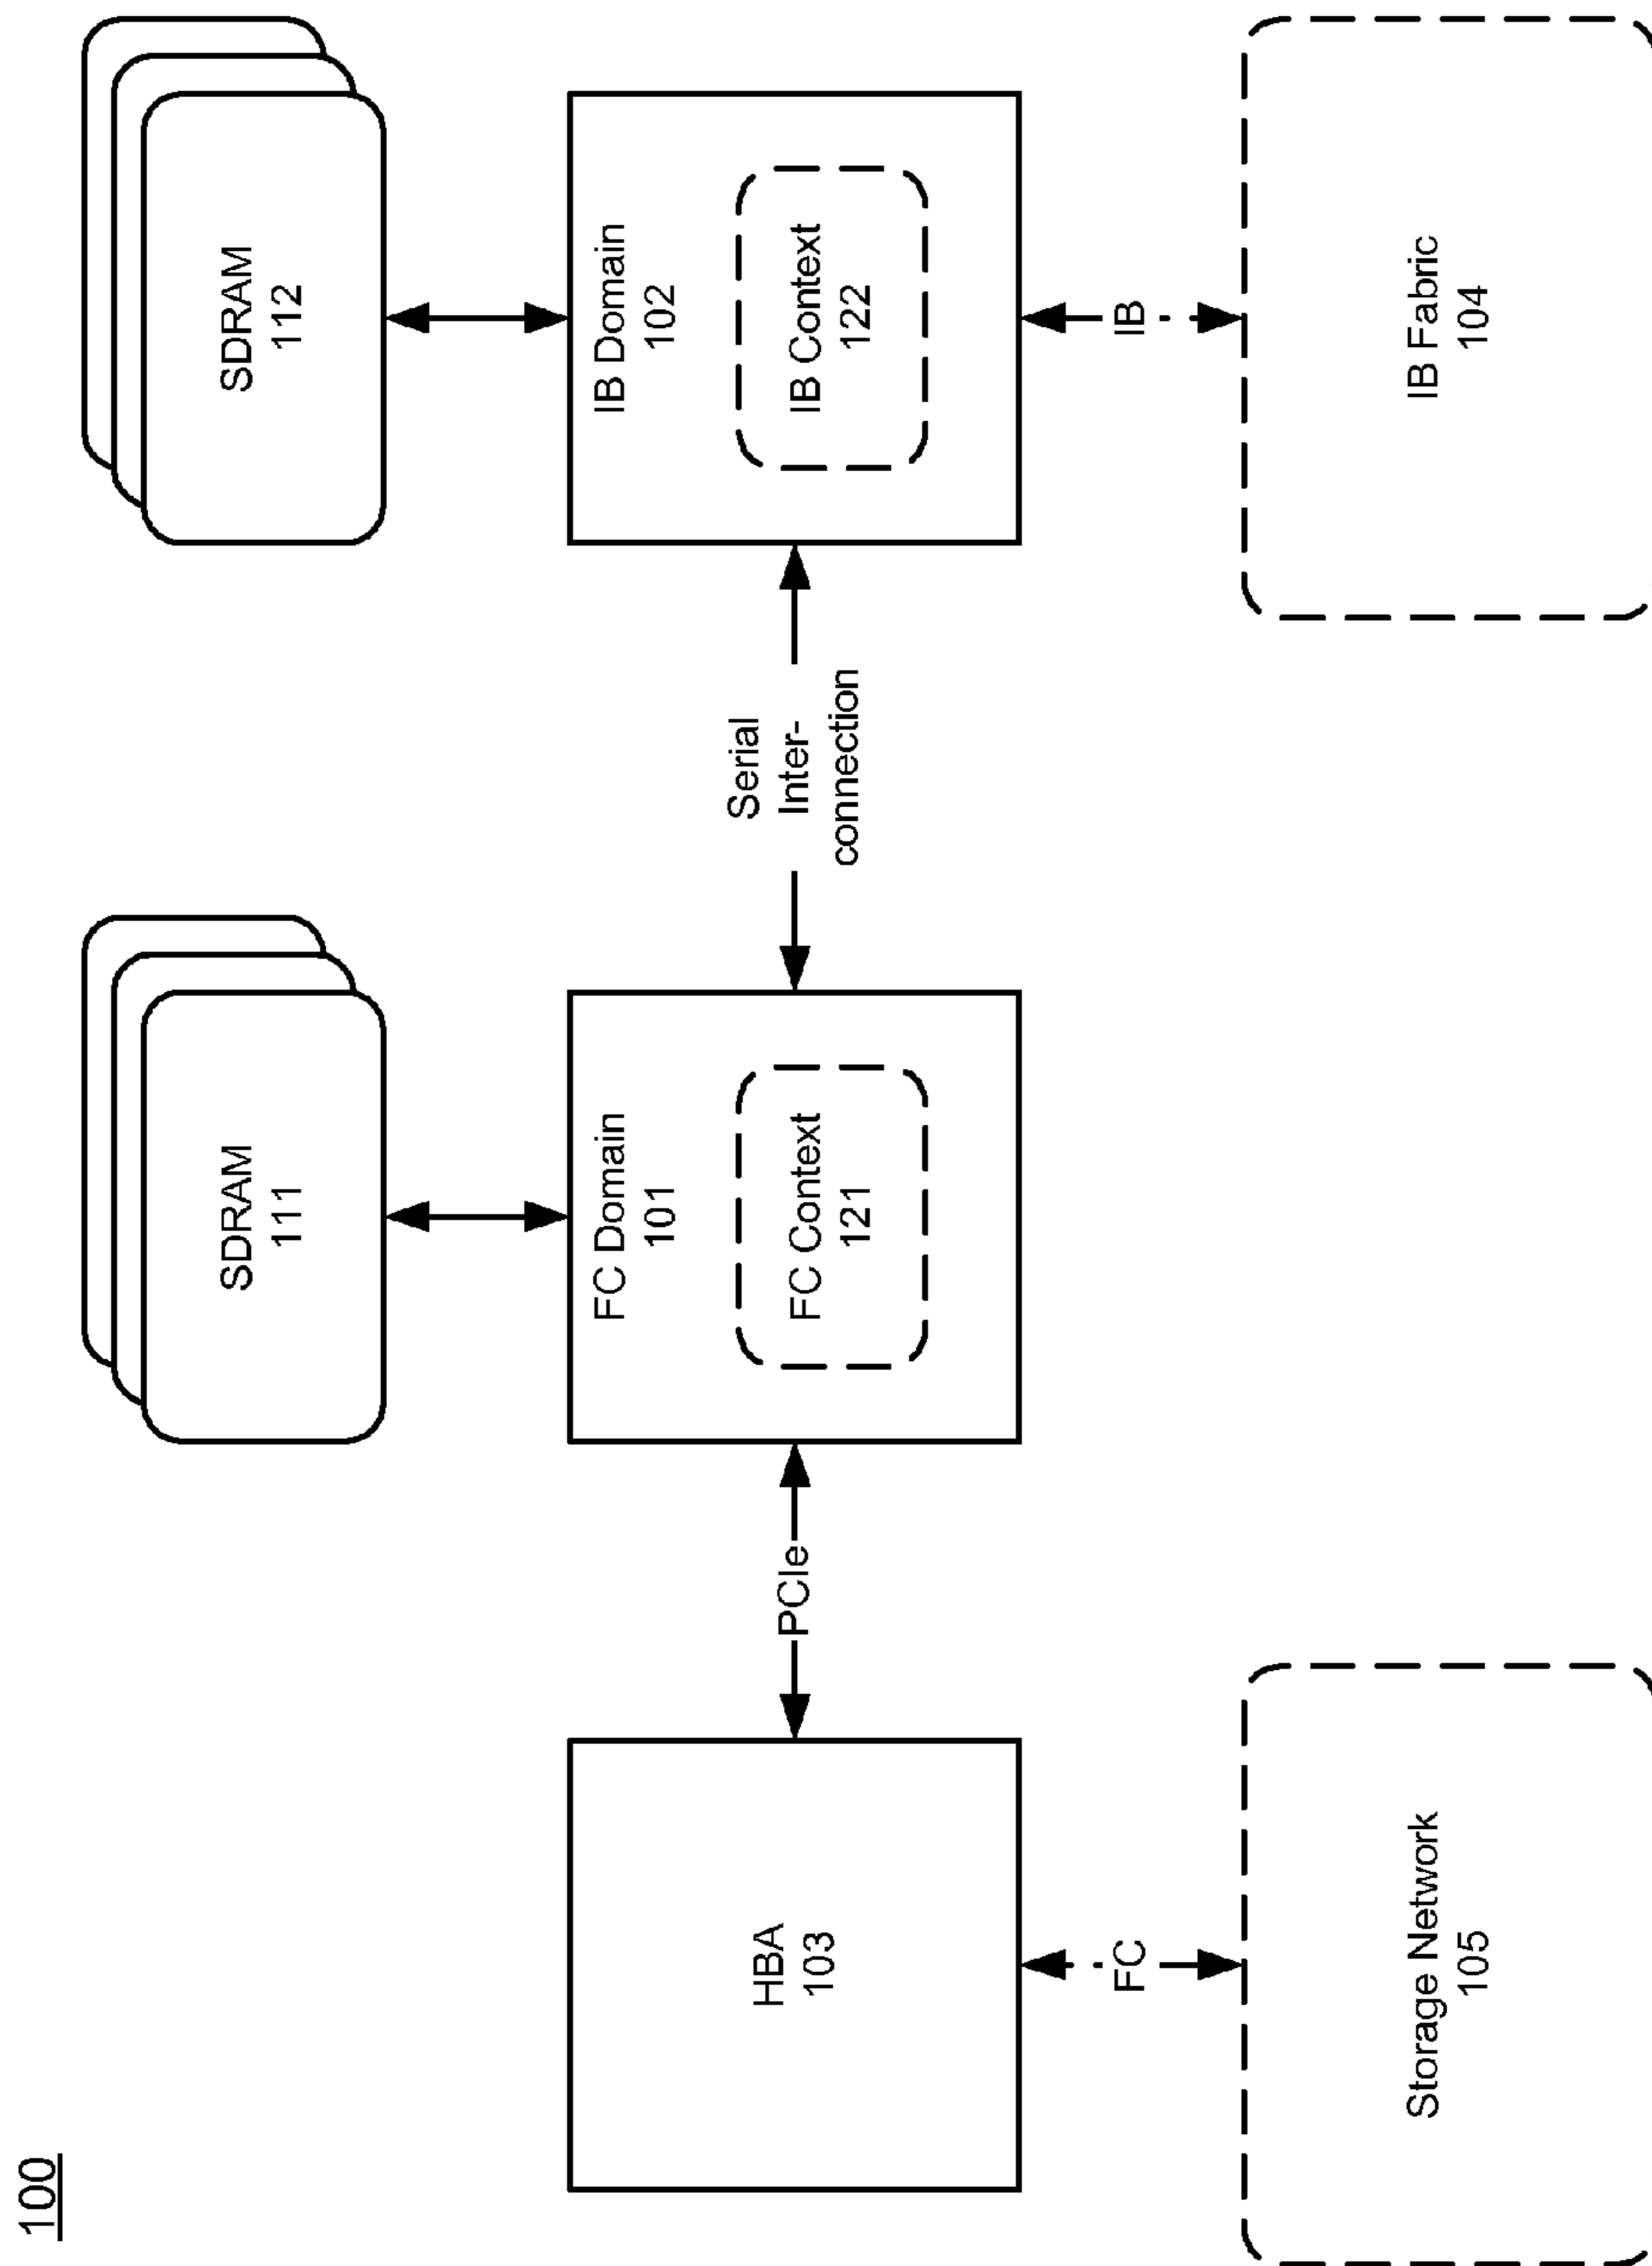 100
SDRAM
111
SDRAM
112
HBA
103
PCIe
FC Domain
101
FC Context
121
Serial
Inter-
connection
IB Domain
102
IB Context
122
FC
IB
Storage Network
105
IB Fabric
104